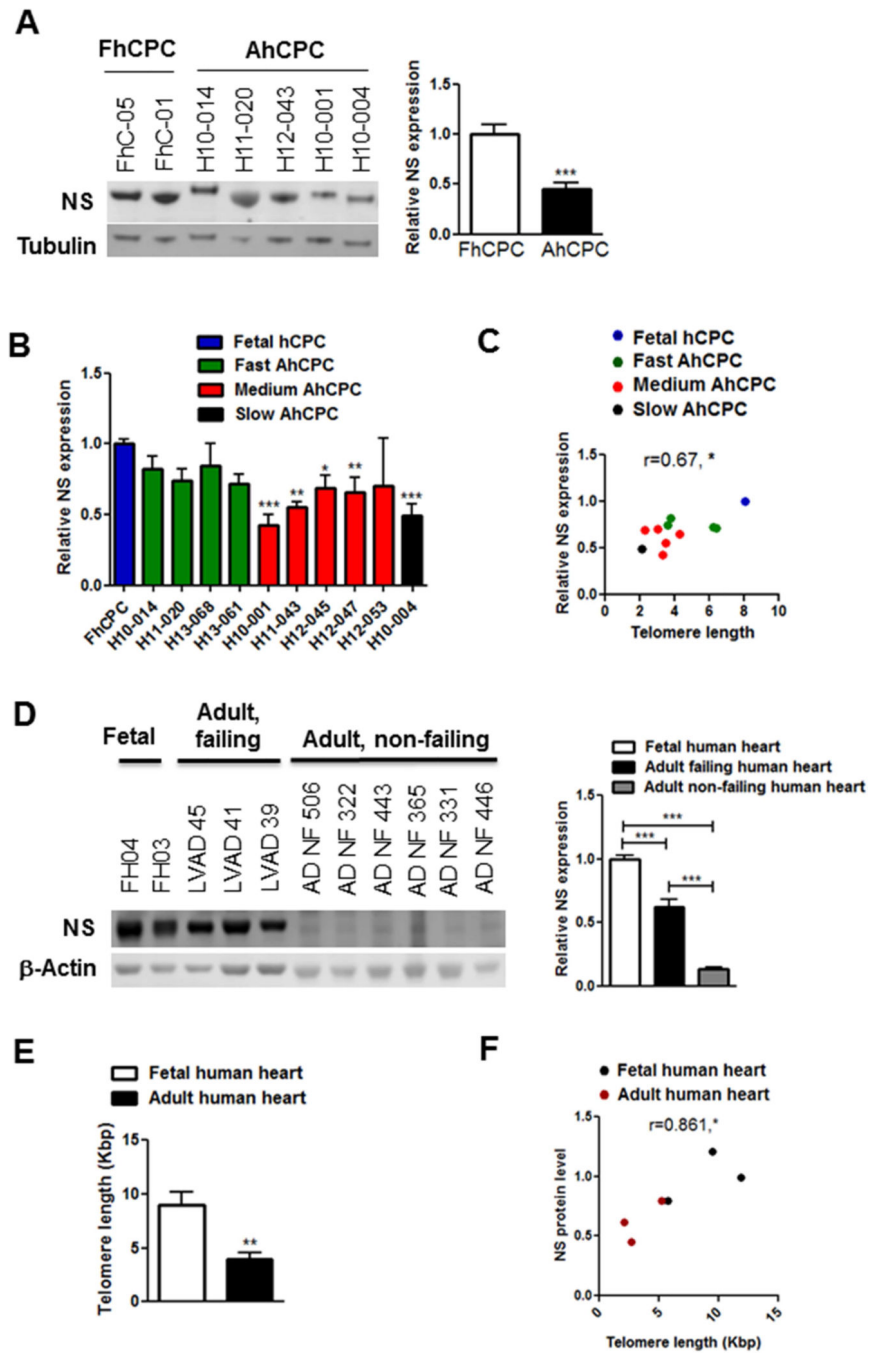 A
FhCPC
AhCPC
FhC-05
FhC-01
H10-014
H11-020
H12-043
H10-001
H10-004
NS
Tubulin
Relative NS expression
1.5
1.0
0.5
0.0
***
FhCPC
AhCPC
B
Fetal hCPC
Fast AhCPC
Medium AhCPC
Slow AhCPC
Relative NS expression
1.5
1.0
0.5
0.0
***
**
*
**
***
FhCPC
H10-014
H11-020
H13-068
H13-061
H10-001
H11-043
H12-045
H12-047
H12-053
H10-004
C
Fetal hCPC
Fast AhCPC
Medium AhCPC
Slow AhCPC
r=0.67, *
Relative NS expression
1.5
1.0
0.5
0.0
0 2 4 6 8 10
Telomere length
D
Fetal
Adult,
failing
Adult, non-failing
FH04
FH03
LVAD 45
LVAD 41
LVAD 39
AD NF 506
AD NF 322
AD NF 443
AD NF 365
AD NF 331
AD NF 446
NS
β-Actin
Fetal human heart
Adult failing human heart
Adult non-failing human heart
Relative NS expression
1.5
1.0
0.5
0.0
***
***
***
E
Fetal human heart
Adult human heart
Telomere length (Kbp)
15
10
5
0
**
F
Fetal human heart
Adult human heart
r=0.861,*
NS protein level
1.5
1.0
0.5
0.0
0 5 10 15
Telomere length (Kbp)